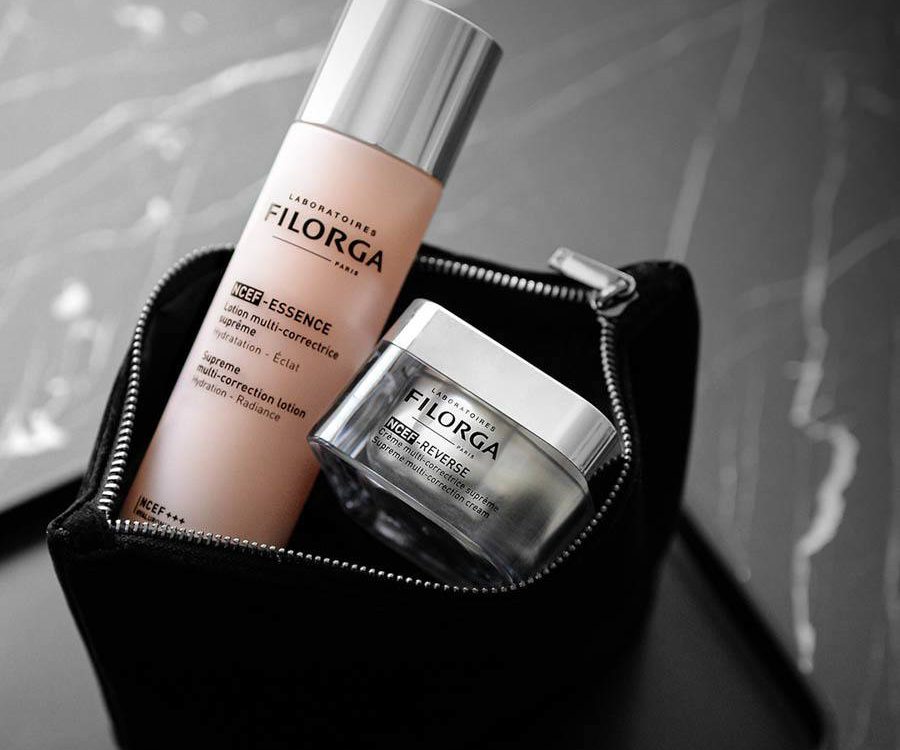 LABORATOIRES
FILORGA
PARIS
NCEF-ESSENCE
Lotion multi-correctrice
suprême
Hydratation - Éclat
Supreme
multi-correction lotion
Hydration - Radiance
NCEF+++
LABORATOIRES
FILORGA
PARIS
NCEF-REVERSE
Crème multi-correctrice suprême
Supreme multi-correction cream